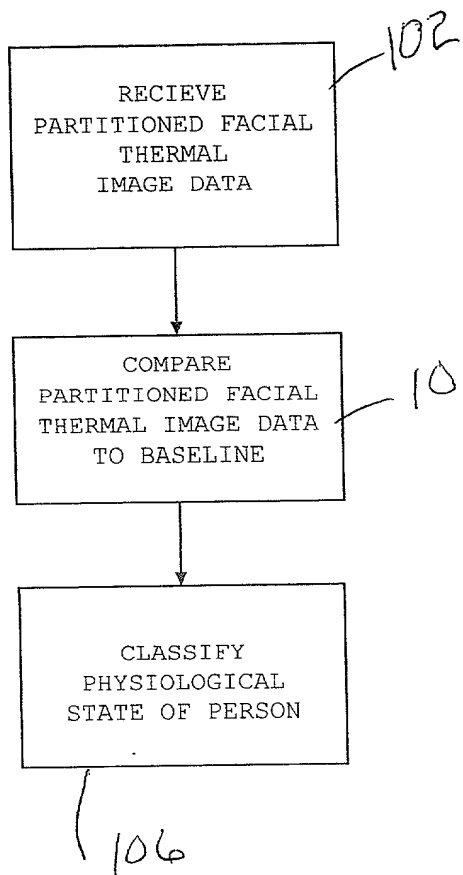 102
RECIEVE
PARTITIONED FACIAL
THERMAL
IMAGE DATA
COMPARE
PARTITIONED FACIAL
THERMAL IMAGE DATA
TO BASELINE
10
CLASSIFY
PHYSIOLOGICAL
STATE OF PERSON
106